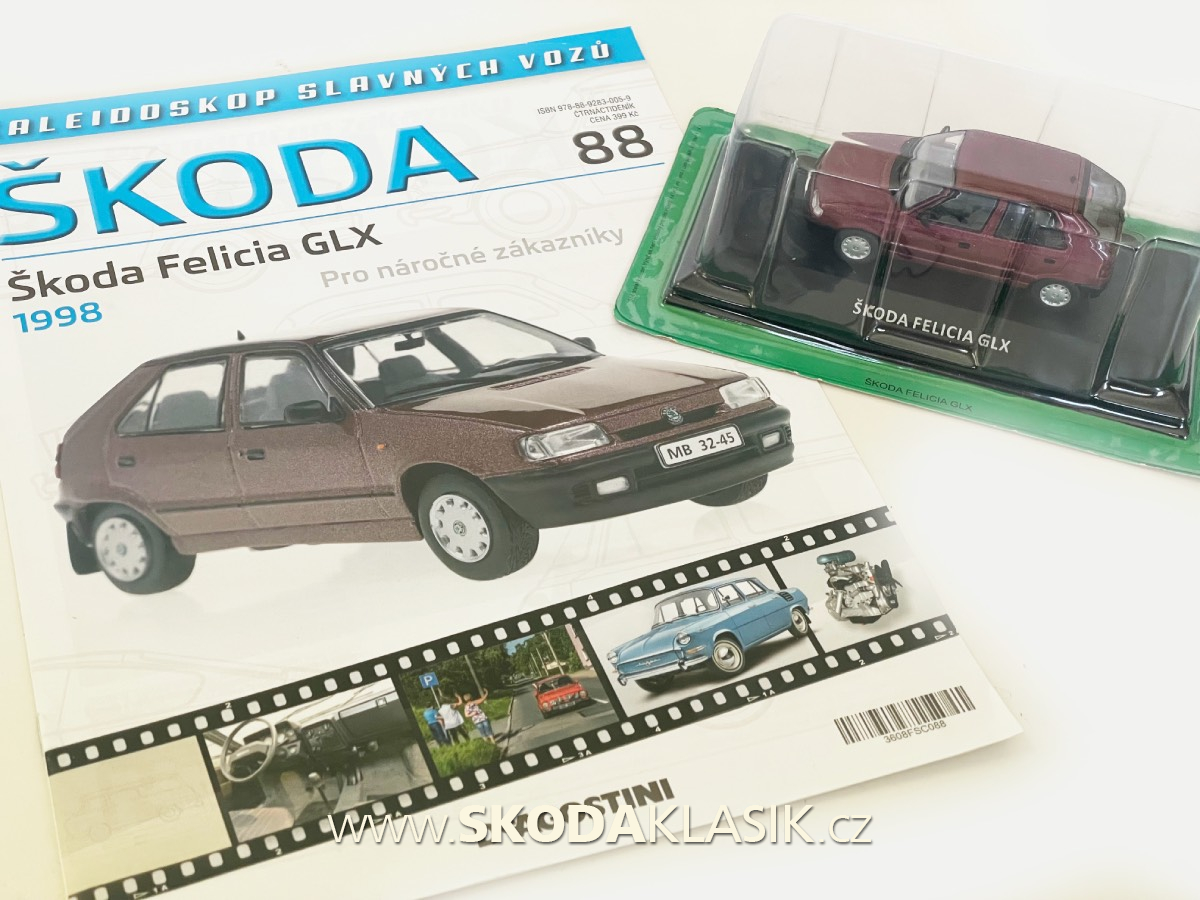 ALEIDOSKOP SLAVNÝCH VOZŮ
ISBN 978-88-9283-005-9
ČTRNÁCTIDENÍK
CENA 399 Kč
88
ŠKODA
Škoda Felicia GLX
Pro náročné zákazníky
1998
MB 32-45
ŠKODA FELICIA GLX
ŠKODA FELICIA GLX
P
3608FSC088
www.SKODAKLASIK.cz